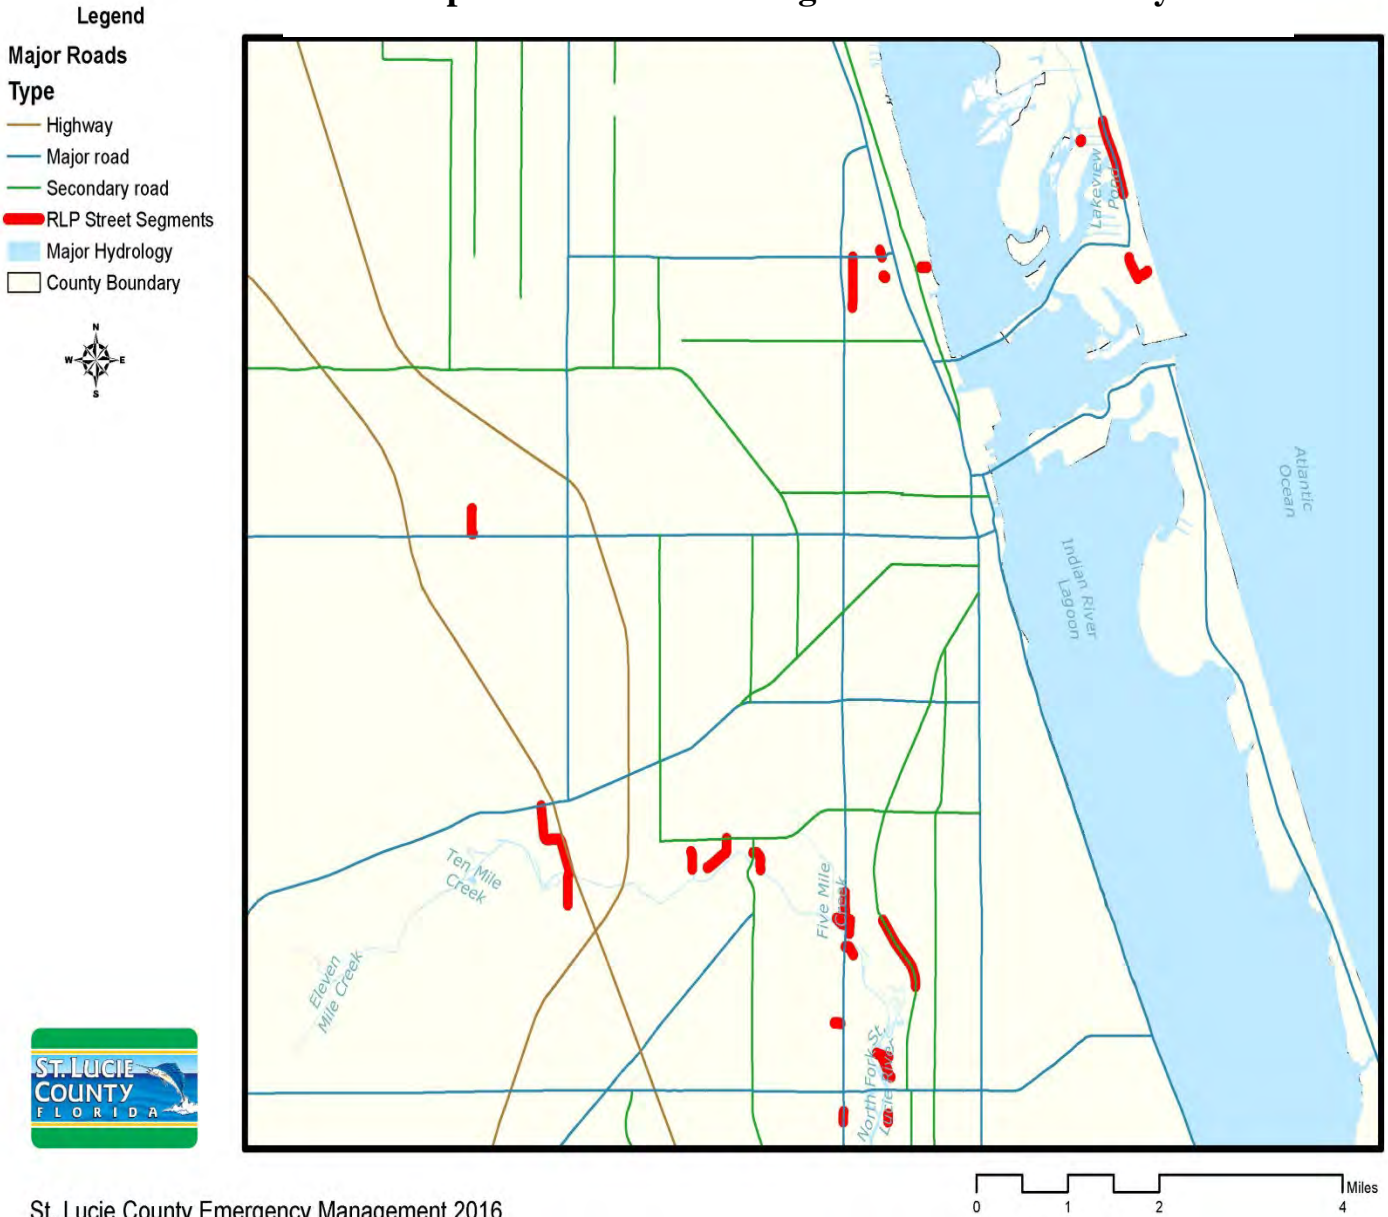 Legend
Major Roads
Type
Highway
Major road
Secondary road
RLP Street Segments
Major Hydrology
County Boundary
N
W E
S
Lakeview
Pond
Atlantic
Ocean
Indian River
Lagoon
Ten Mile
Creek
Five Mile
Creek
Eleven
Mile Creek
North Fork St.
Lucie River
ST. LUCIE
COUNTY
FLORIDA
Miles
0 1 2 4
St. Lucie County Emergency Management 2016